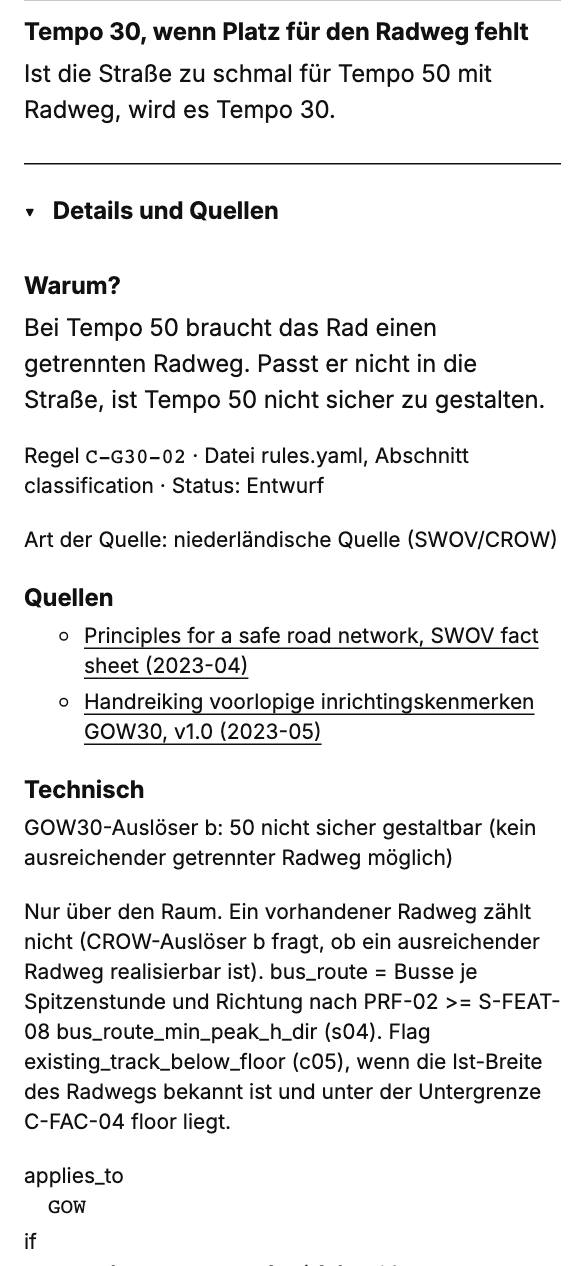 Tempo 30, wenn Platz für den Radweg fehlt
Ist die Straße zu schmal für Tempo 50 mit
Radweg, wird es Tempo 30.
▾ Details und Quellen
Warum?
Bei Tempo 50 braucht das Rad einen
getrennten Radweg. Passt er nicht in die
Straße, ist Tempo 50 nicht sicher zu gestalten.
Regel C-G30-02 · Datei rules.yaml, Abschnitt
classification · Status: Entwurf
Art der Quelle: niederländische Quelle (SWOV/CROW)
Quellen
Principles for a safe road network, SWOV fact
sheet (2023-04)
Handreiking voorlopige inrichtingskenmerken
GOW30, v1.0 (2023-05)
Technisch
GOW30-Auslöser b: 50 nicht sicher gestaltbar (kein
ausreichender getrennter Radweg möglich)
Nur über den Raum. Ein vorhandener Radweg zählt
nicht (CROW-Auslöser b fragt, ob ein ausreichender
Radweg realisierbar ist). bus_route = Busse je
Spitzenstunde und Richtung nach PRF-02 >= S-FEAT-
08 bus_route_min_peak_h_dir (s04). Flag
existing_track_below_floor (c05), wenn die Ist-Breite
des Radwegs bekannt ist und unter der Untergrenze
C-FAC-04 floor liegt.
applies_to
GOW
if